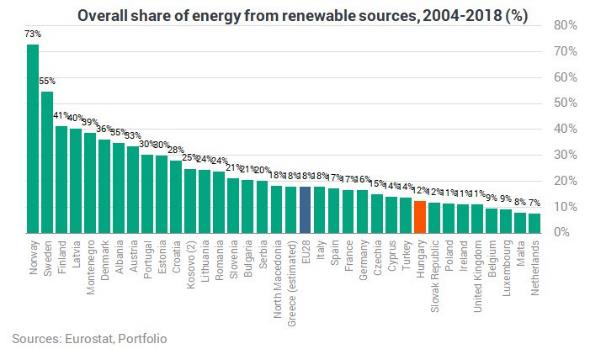 Overall share of energy from renewable sources, 2004-2018 (%)
80%
70%
60%
50%
40%
30%
20%
10%
0%
73%
55%
41%
40%
39%
36%
35%
33%
30%
30%
28%
25%
24%
24%
21%
21%
20%
18%
18%
18%
18%
17%
17%
16%
15%
14%
14%
12%
12%
11%
11%
11%
9%
9%
8%
7%
Norway
Sweden
Finland
Latvia
Montenegro
Denmark
Albania
Austria
Portugal
Estonia
Croatia
Kosovo (2)
Lithuania
Romania
Slovenia
Bulgaria
Serbia
North Macedonia
Greece (estimated)
EU28
Italy
Spain
France
Germany
Czechia
Cyprus
Turkey
Hungary
Slovak Republic
Poland
Ireland
United Kingdom
Belgium
Luxembourg
Malta
Netherlands
Sources: Eurostat, Portfolio